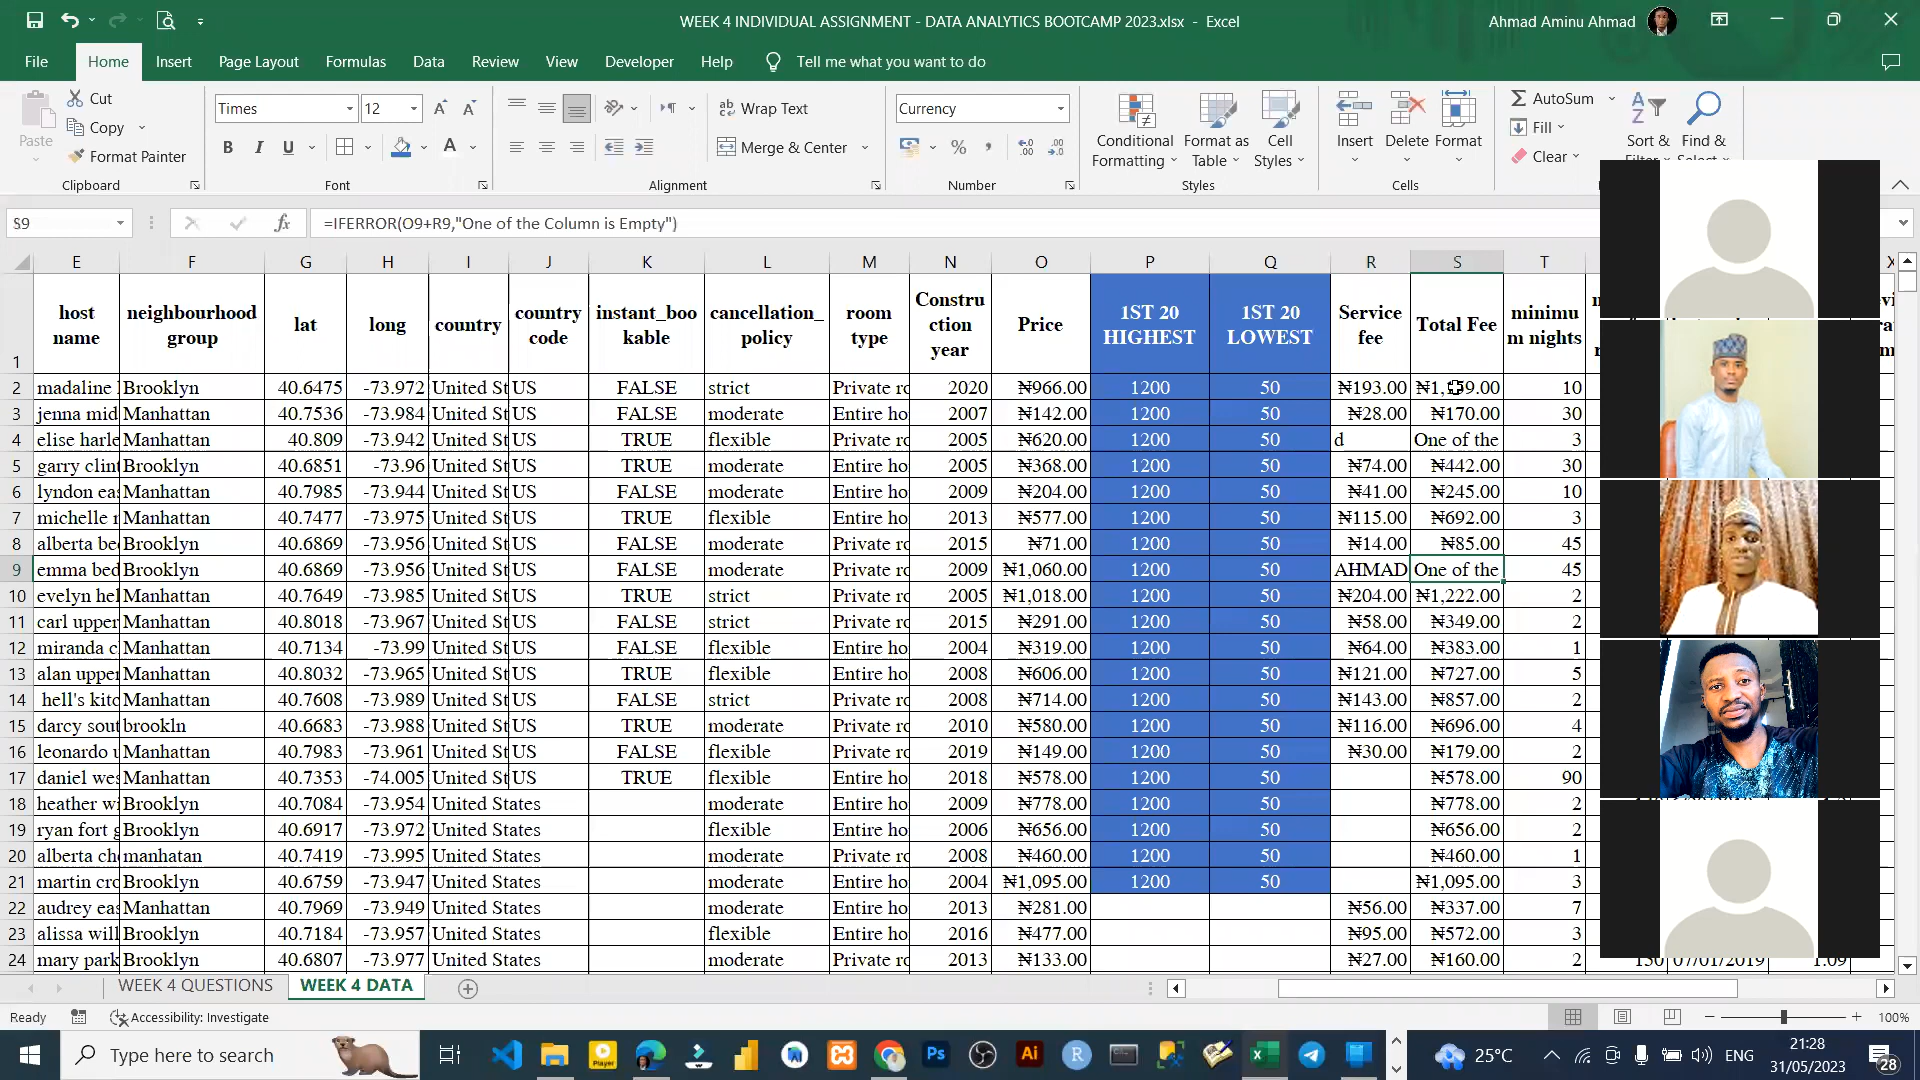 WEEK 4 INDIVIDUAL ASSIGNMENT - DATA ANALYTICS BOOTCAMP 2023.xlsx - Excel
Ahmad Aminu Ahmad
File Home Insert Page Layout Formulas Data Review View Developer Help Tell me what you want to do
Paste
Cut
Copy
Format Painter
Clipboard
Times 12
B I U
Font
Wrap Text
Merge & Center
Alignment
Currency
Number
Conditional Formatting
Format as Table
Cell Styles
Styles
Insert Delete Format
Cells
AutoSum
Fill
Clear
Sort &
Find &
S9 fx =IFERROR(O9+R9,"One of the Column is Empty")
E F G H I J K L M N O P Q R S T
1 host name neighbourhood group lat long country country code instant_bookable cancellation_policy room type Construction year Price 1ST 20 HIGHEST 1ST 20 LOWEST Service fee Total Fee minimum nights
2 madaline Brooklyn 40.6475 -73.972 United St US FALSE strict Private ro 2020 ₦966.00 1200 50 ₦193.00 ₦1,159.00 10
3 jenna mid Manhattan 40.7536 -73.984 United St US FALSE moderate Entire ho 2007 ₦142.00 1200 50 ₦28.00 ₦170.00 30
4 elise harle Manhattan 40.809 -73.942 United St US TRUE flexible Private ro 2005 ₦620.00 1200 50 d One of the 3
5 garry clint Brooklyn 40.6851 -73.96 United St US TRUE moderate Entire ho 2005 ₦368.00 1200 50 ₦74.00 ₦442.00 30
6 lyndon eas Manhattan 40.7985 -73.944 United St US FALSE moderate Entire ho 2009 ₦204.00 1200 50 ₦41.00 ₦245.00 10
7 michelle r Manhattan 40.7477 -73.975 United St US TRUE flexible Entire ho 2013 ₦577.00 1200 50 ₦115.00 ₦692.00 3
8 alberta be Brooklyn 40.6869 -73.956 United St US FALSE moderate Private ro 2015 ₦71.00 1200 50 ₦14.00 ₦85.00 45
9 emma bed Brooklyn 40.6869 -73.956 United St US FALSE moderate Private ro 2009 ₦1,060.00 1200 50 AHMAD One of the 45
10 evelyn hel Manhattan 40.7649 -73.985 United St US TRUE strict Private ro 2005 ₦1,018.00 1200 50 ₦204.00 ₦1,222.00 2
11 carl upper Manhattan 40.8018 -73.967 United St US FALSE strict Private ro 2015 ₦291.00 1200 50 ₦58.00 ₦349.00 2
12 miranda c Manhattan 40.7134 -73.99 United St US FALSE flexible Entire ho 2004 ₦319.00 1200 50 ₦64.00 ₦383.00 1
13 alan upper Manhattan 40.8032 -73.965 United St US TRUE flexible Entire ho 2008 ₦606.00 1200 50 ₦121.00 ₦727.00 5
14 hell's kitc Manhattan 40.7608 -73.989 United St US FALSE strict Private ro 2008 ₦714.00 1200 50 ₦143.00 ₦857.00 2
15 darcy sout brookln 40.6683 -73.988 United St US TRUE moderate Private ro 2010 ₦580.00 1200 50 ₦116.00 ₦696.00 4
16 leonardo u Manhattan 40.7983 -73.961 United St US FALSE flexible Private ro 2019 ₦149.00 1200 50 ₦30.00 ₦179.00 2
17 daniel wes Manhattan 40.7353 -74.005 United St US TRUE flexible Entire ho 2018 ₦578.00 1200 50 ₦578.00 90
18 heather wi Brooklyn 40.7084 -73.954 United States moderate Entire ho 2009 ₦778.00 1200 50 ₦778.00 2
19 ryan fort g Brooklyn 40.6917 -73.972 United States flexible Entire ho 2006 ₦656.00 1200 50 ₦656.00 2
20 alberta che manhatan 40.7419 -73.995 United States moderate Private ro 2008 ₦460.00 1200 50 ₦460.00 1
21 martin cro Brooklyn 40.6759 -73.947 United States moderate Entire ho 2004 ₦1,095.00 1200 50 ₦1,095.00 3
22 audrey eas Manhattan 40.7969 -73.949 United States moderate Entire ho 2013 ₦281.00 ₦56.00 ₦337.00 7
23 alissa will Brooklyn 40.7184 -73.957 United States flexible Entire ho 2016 ₦477.00 ₦95.00 ₦572.00 3
24 mary park Brooklyn 40.6807 -73.977 United States moderate Private ro 2013 ₦133.00 ₦27.00 ₦160.00 2 130 07/01/2019 1.09
WEEK 4 QUESTIONS WEEK 4 DATA
Ready Accessibility: Investigate 100%
Type here to search
25°C ENG 21:28
31/05/2023
28